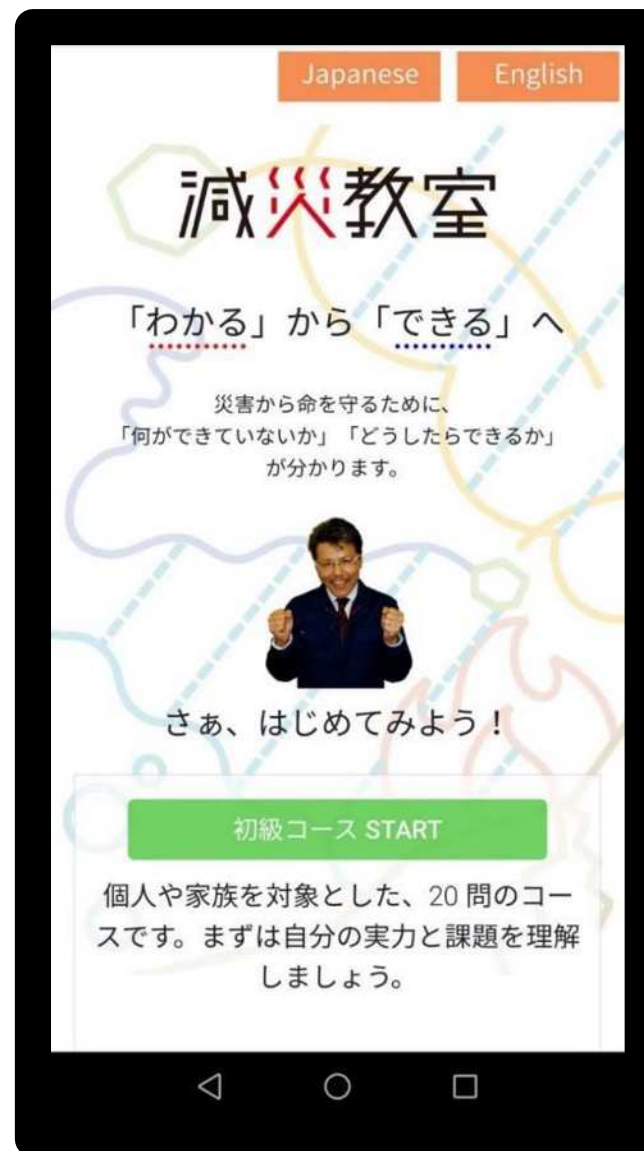 Japanese English
減災教室
「わかる」から「できる」へ
災害から命を守るために、
「何ができていないか」「どうしたらできるか」
が分かります。
さぁ、はじめてみよう！
初級コース START
個人や家族を対象とした、20 問のコー
スです。まずは自分の実力と課題を理解
しましょう。